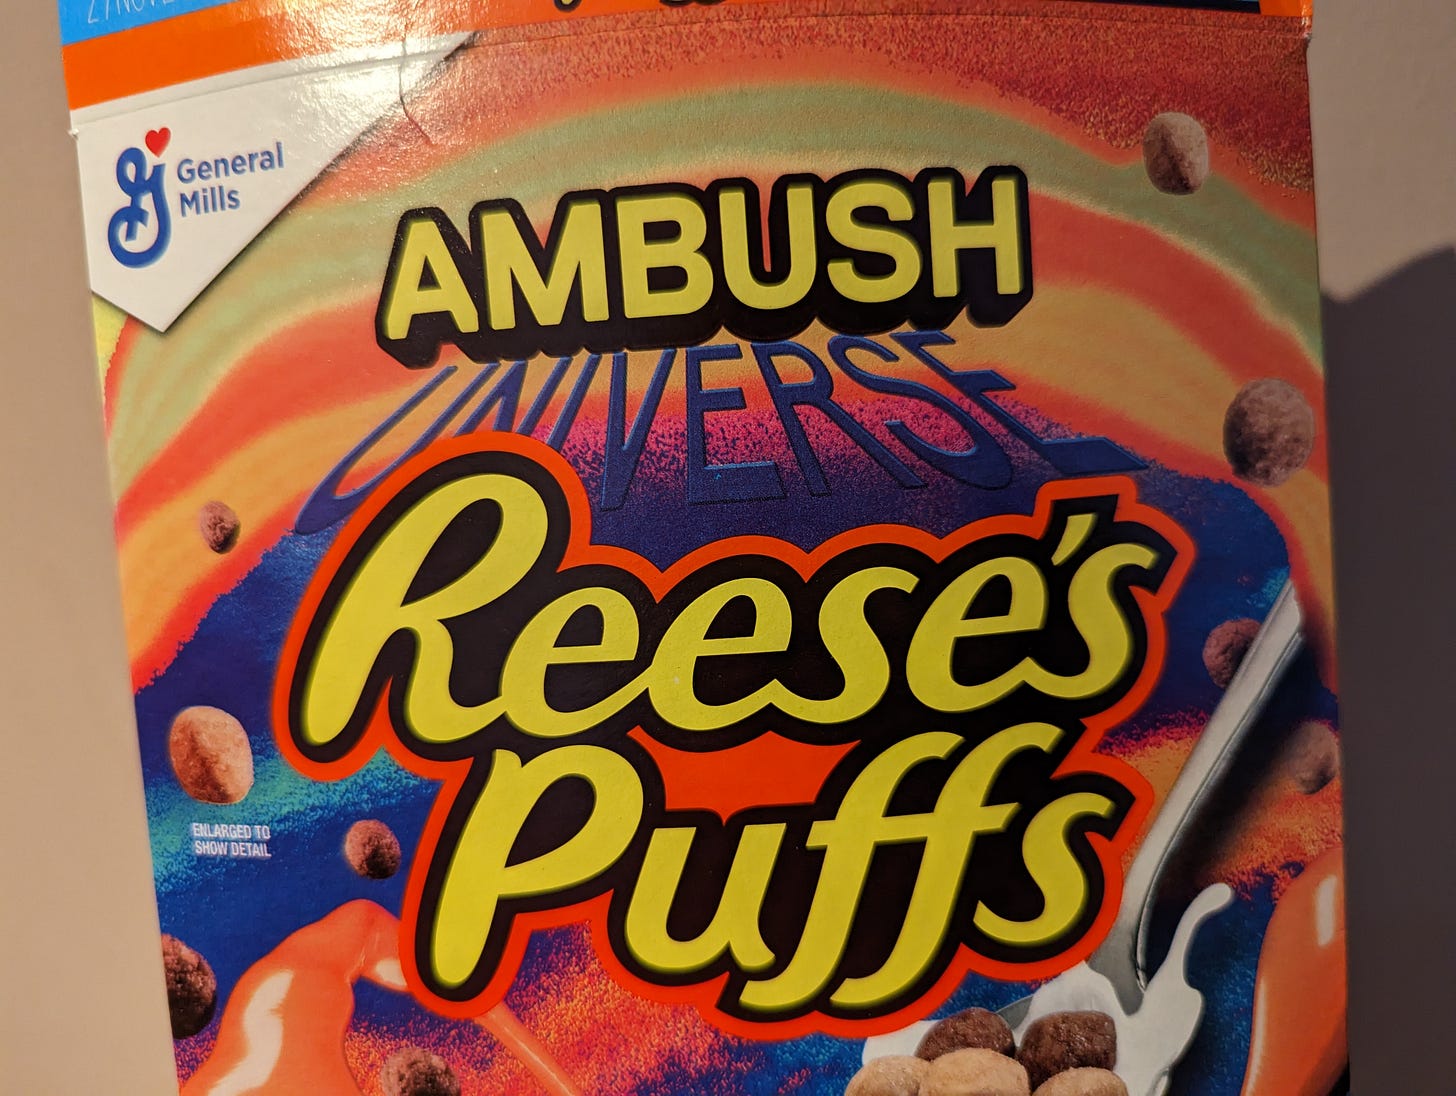 General
Mills
AMBUSH
UNIVERSE
Reese's
Puffs
ENLARGED TO
SHOW DETAIL